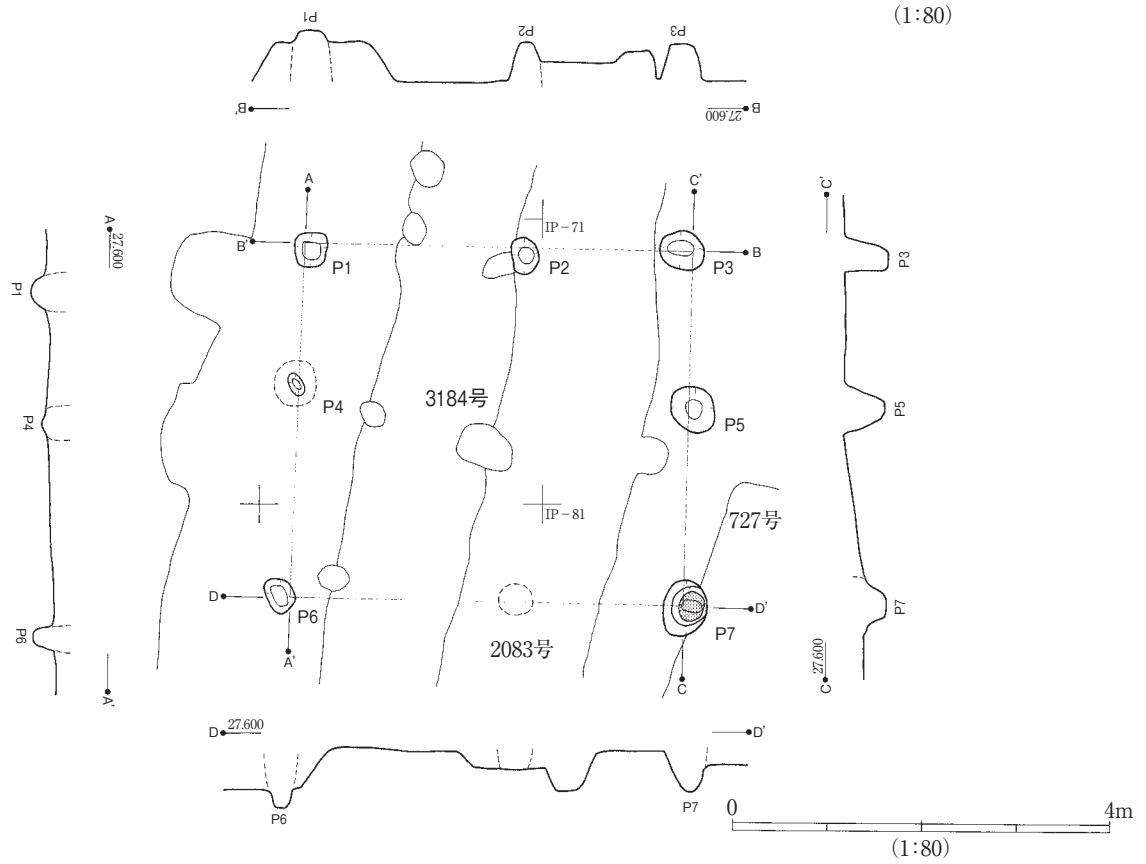 (1:80)
P1
P2
P3
B'
B
27.600
A
C'
C'
A
27.600
IP-71
B'
B
P1
P2
P3
P3
P1
3184号
P4
P5
P4
P5
IP-81
727号
D
D'
P6
P7
P6
P7
2083号
A'
C
27.600
C
A'
D
27.600
D'
P6
P7
0
4m
(1:80)